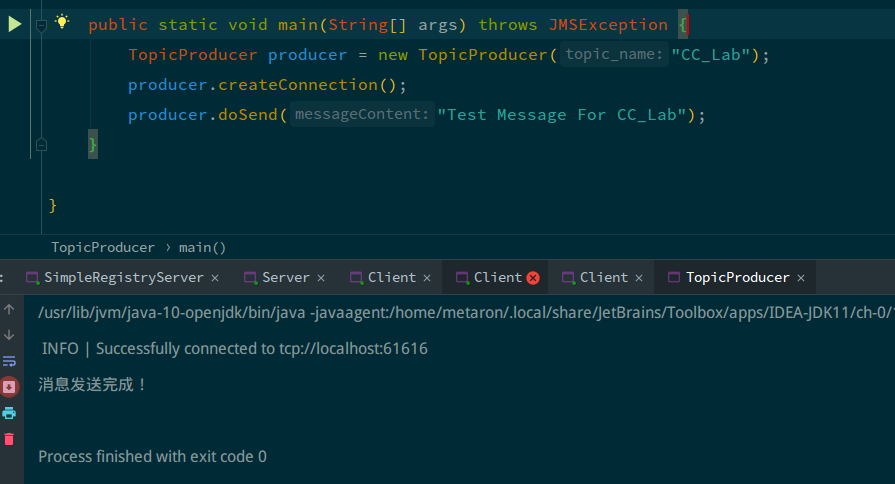 public static void main(String[] args) throws JMSException {
TopicProducer producer = new TopicProducer( topic_name: "CC_Lab");
producer.createConnection();
producer.doSend( messageContent: "Test Message For CC_Lab");
}
}
TopicProducer › main()
: SimpleRegistryServer × Server × Client × Client × Client × TopicProducer ×
/usr/lib/jvm/java-10-openjdk/bin/java -javaagent:/home/metaron/.local/share/JetBrains/Toolbox/apps/IDEA-JDK11/ch-0/
INFO | Successfully connected to tcp://localhost:61616
消息发送完成！
Process finished with exit code 0